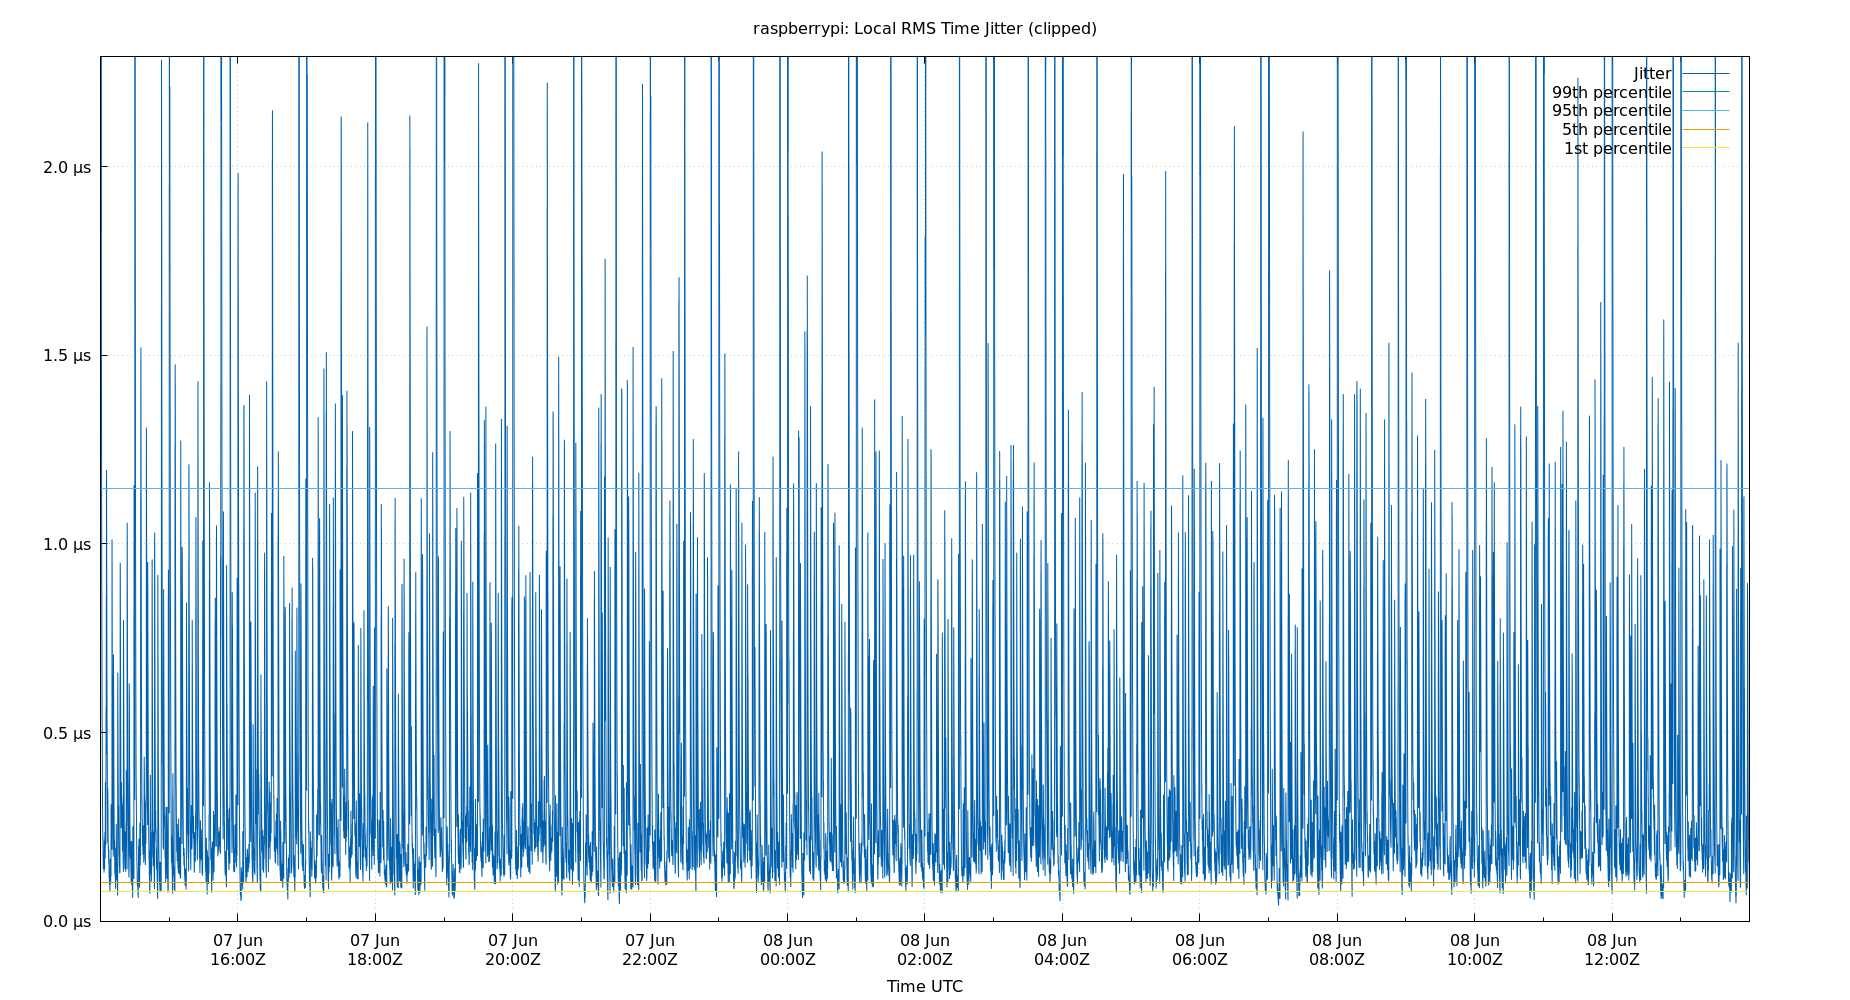 raspberrypi: Local RMS Time Jitter (clipped)
Jitter
99th percentile
95th percentile
5th percentile
1st percentile
2.0 µs
1.5 µs
1.0 µs
0.5 µs
0.0 µs
07 Jun 07 Jun 07 Jun 07 Jun 08 Jun 08 Jun 08 Jun 08 Jun 08 Jun 08 Jun 08 Jun
16:00Z 18:00Z 20:00Z 22:00Z 00:00Z 02:00Z 04:00Z 06:00Z 08:00Z 10:00Z 12:00Z
Time UTC